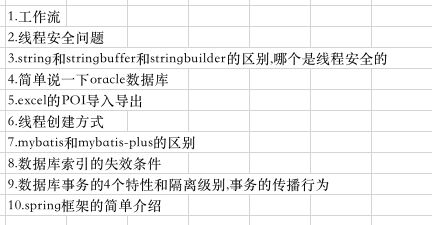 1.工作流
2.线程安全问题
3.string和stringbuffer和stringbuilder的区别,哪个是线程安全的
4.简单说一下oracle数据库
5.excel的POI导入导出
6.线程创建方式
7.mybatis和mybatis-plus的区别
8.数据库索引的失效条件
9.数据库事务的4个特性和隔离级别,事务的传播行为
10.spring框架的简单介绍